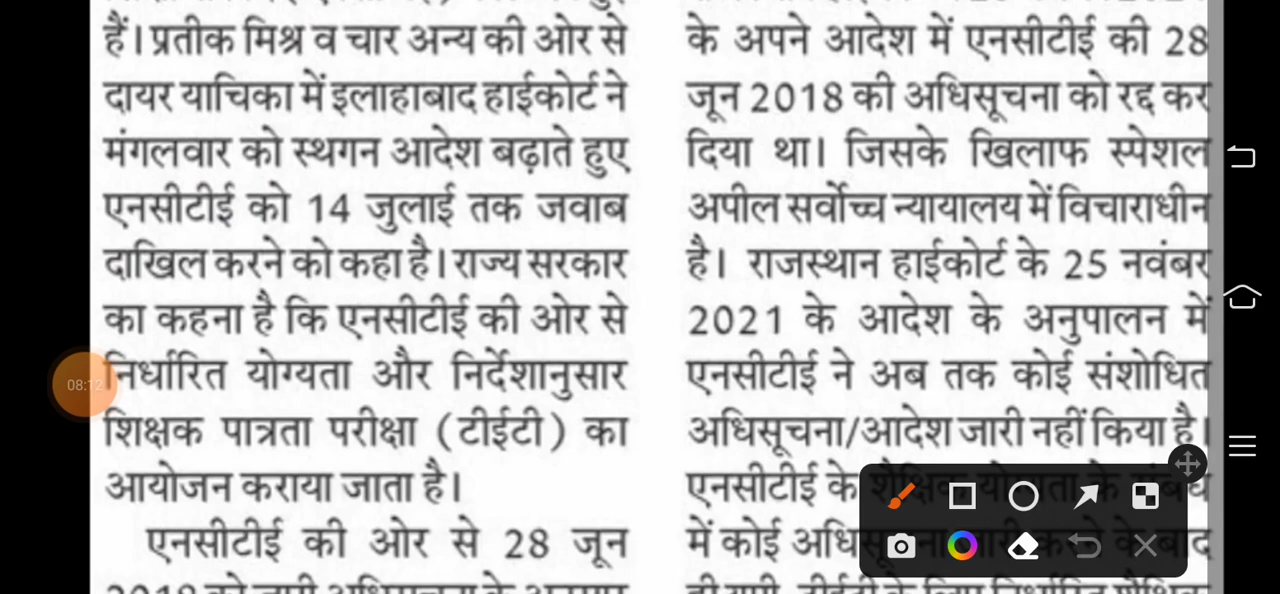 हैं। प्रतीक मिश्र व चार अन्य की ओर से
दायर याचिका में इलाहाबाद हाईकोर्ट ने
मंगलवार को स्थगन आदेश बढ़ाते हुए
एनसीटीई को 14 जुलाई तक जवाब
दाखिल करने को कहा है। राज्य सरकार
का कहना है कि एनसीटीई की ओर से
निर्धारित योग्यता और निर्देशानुसार
शिक्षक पात्रता परीक्षा (टीईटी) का
आयोजन कराया जाता है।
एनसीटीई की ओर से 28 जून
के अपने आदेश में एनसीटीई की 28
जून 2018 की अधिसूचना को रद्द कर
दिया था। जिसके खिलाफ स्पेशल
अपील सर्वोच्च न्यायालय में विचाराधीन
है। राजस्थान हाईकोर्ट के 25 नवंबर
2021 के आदेश के अनुपालन में
एनसीटीई ने अब तक कोई संशोधित
अधिसूचना/आदेश जारी नहीं किया है।
एनसीटीई के शैक्षिक योग्यता के संबंध
में कोई अधिसूचना जारी करने के बाद
08:12